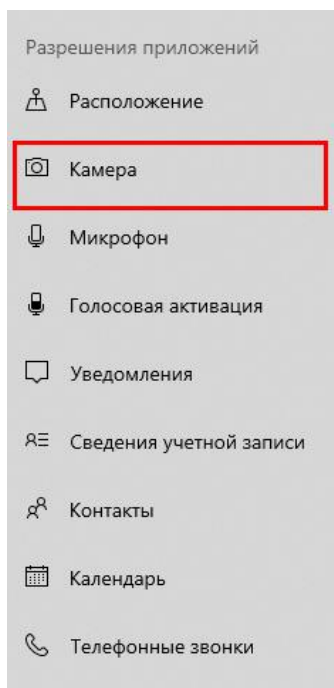 Разрешения приложений
Расположение
Камера
Микрофон
Голосовая активация
Уведомления
Сведения учетной записи
Контакты
Календарь
Телефонные звонки